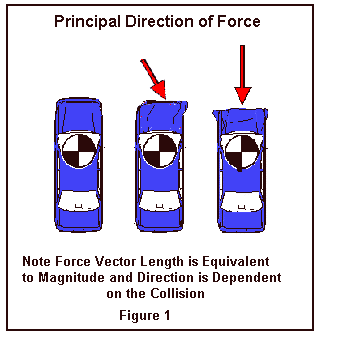 Principal Direction of Force
Note Force Vector Length is Equivalent
to Magnitude and Direction is Dependent
on the Collision
Figure 1